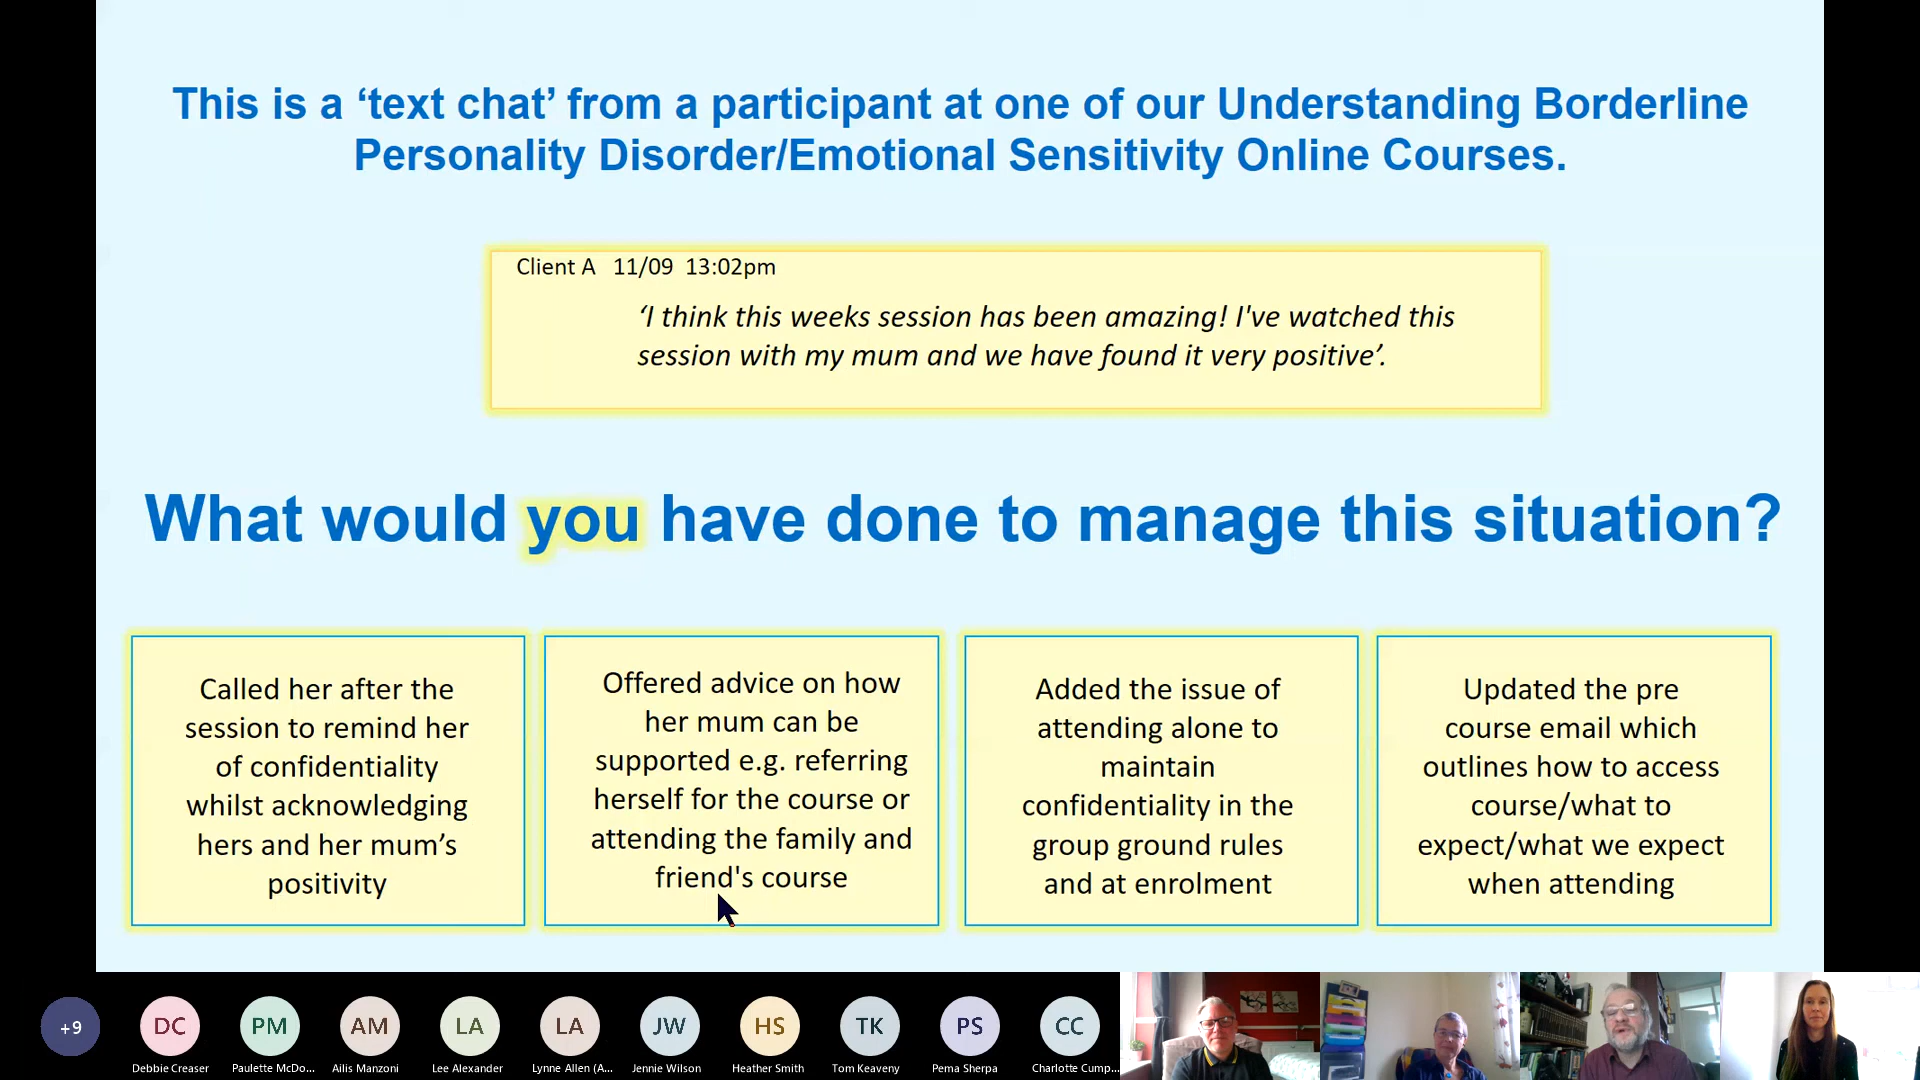 This is a ‘text chat’ from a participant at one of our Understanding Borderline
Personality Disorder/Emotional Sensitivity Online Courses.
Client A   11/09  13:02pm
‘I think this weeks session has been amazing! I've watched this
session with my mum and we have found it very positive’.
What would you have done to manage this situation?
Called her after the
session to remind her
of confidentiality
whilst acknowledging
hers and her mum’s
positivity
Offered advice on how
her mum can be
supported e.g. referring
herself for the course or
attending the family and
friend's course
Added the issue of
attending alone to
maintain
confidentiality in the
group ground rules
and at enrolment
Updated the pre
course email which
outlines how to access
course/what to
expect/what we expect
when attending
+9
DC
PM
AM
LA
LA
JW
HS
TK
PS
CC
Debbie Creaser
Paulette McDo...
Ailis Manzoni
Lee Alexander
Lynne Allen (A...
Jennie Wilson
Heather Smith
Tom Keaveny
Pema Sherpa
Charlotte Cump...